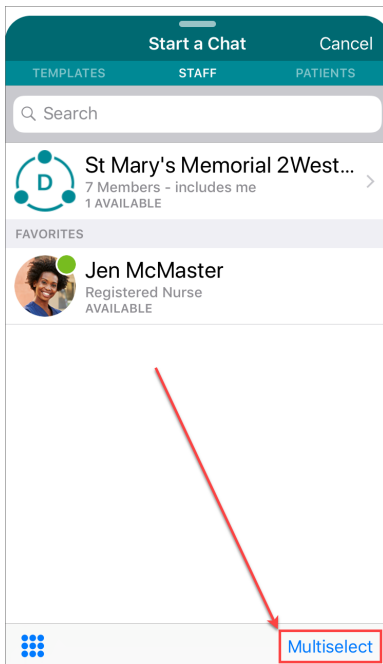 Start a Chat Cancel
TEMPLATES STAFF PATIENTS
Search
D
St Mary's Memorial 2West...
7 Members - includes me
1 AVAILABLE
FAVORITES
Jen McMaster
Registered Nurse
AVAILABLE
Multiselect